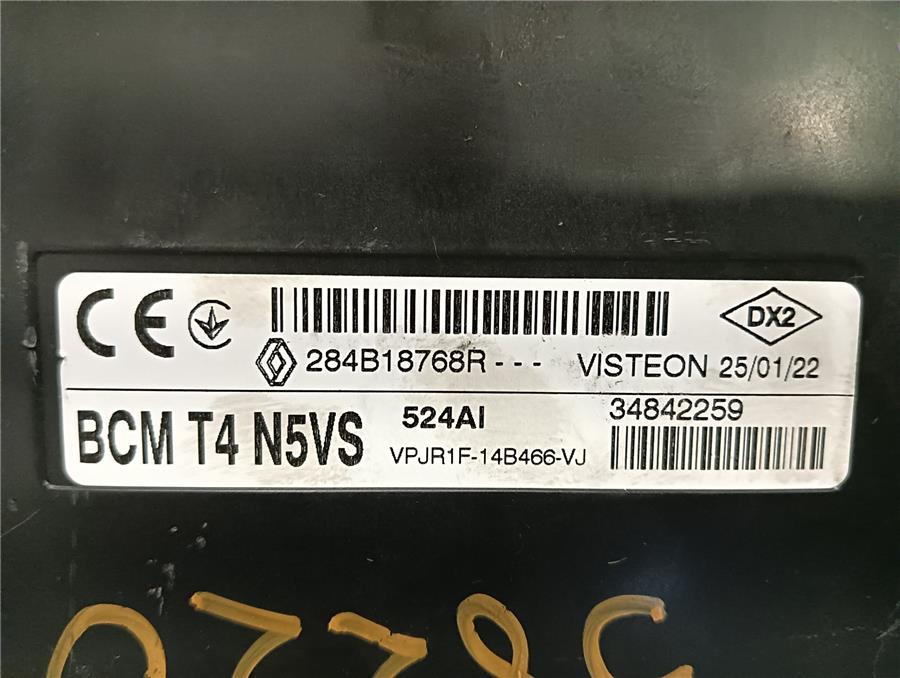 CE
DX2
284B18768R--- VISTEON 25/01/22
BCM T4 N5VS 524AI 34842259
VPJR1F-14B466-VJ